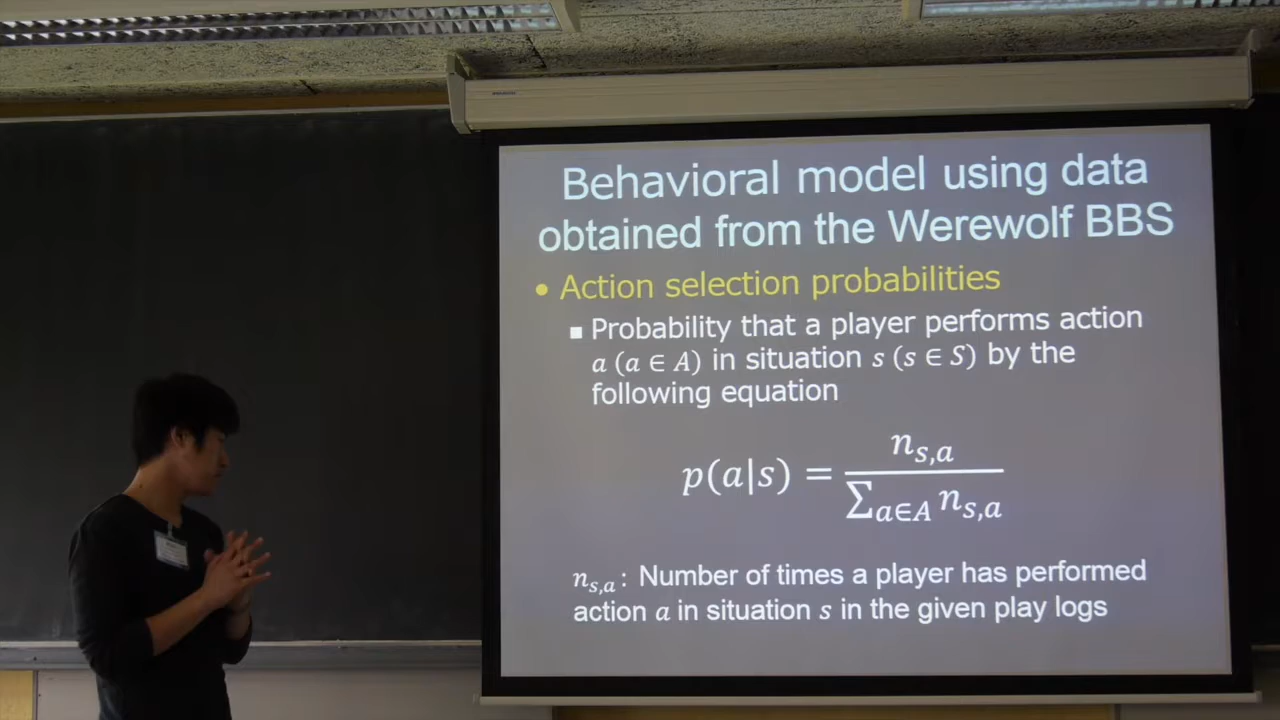 Behavioral model using data
obtained from the Werewolf BBS
• Action selection probabilities
■ Probability that a player performs action
a (a ∈ A) in situation s (s ∈ S) by the
following equation
p(a|s) = n_{s,a} / ∑_{a∈A} n_{s,a}
n_{s,a} : Number of times a player has performed
action a in situation s in the given play logs